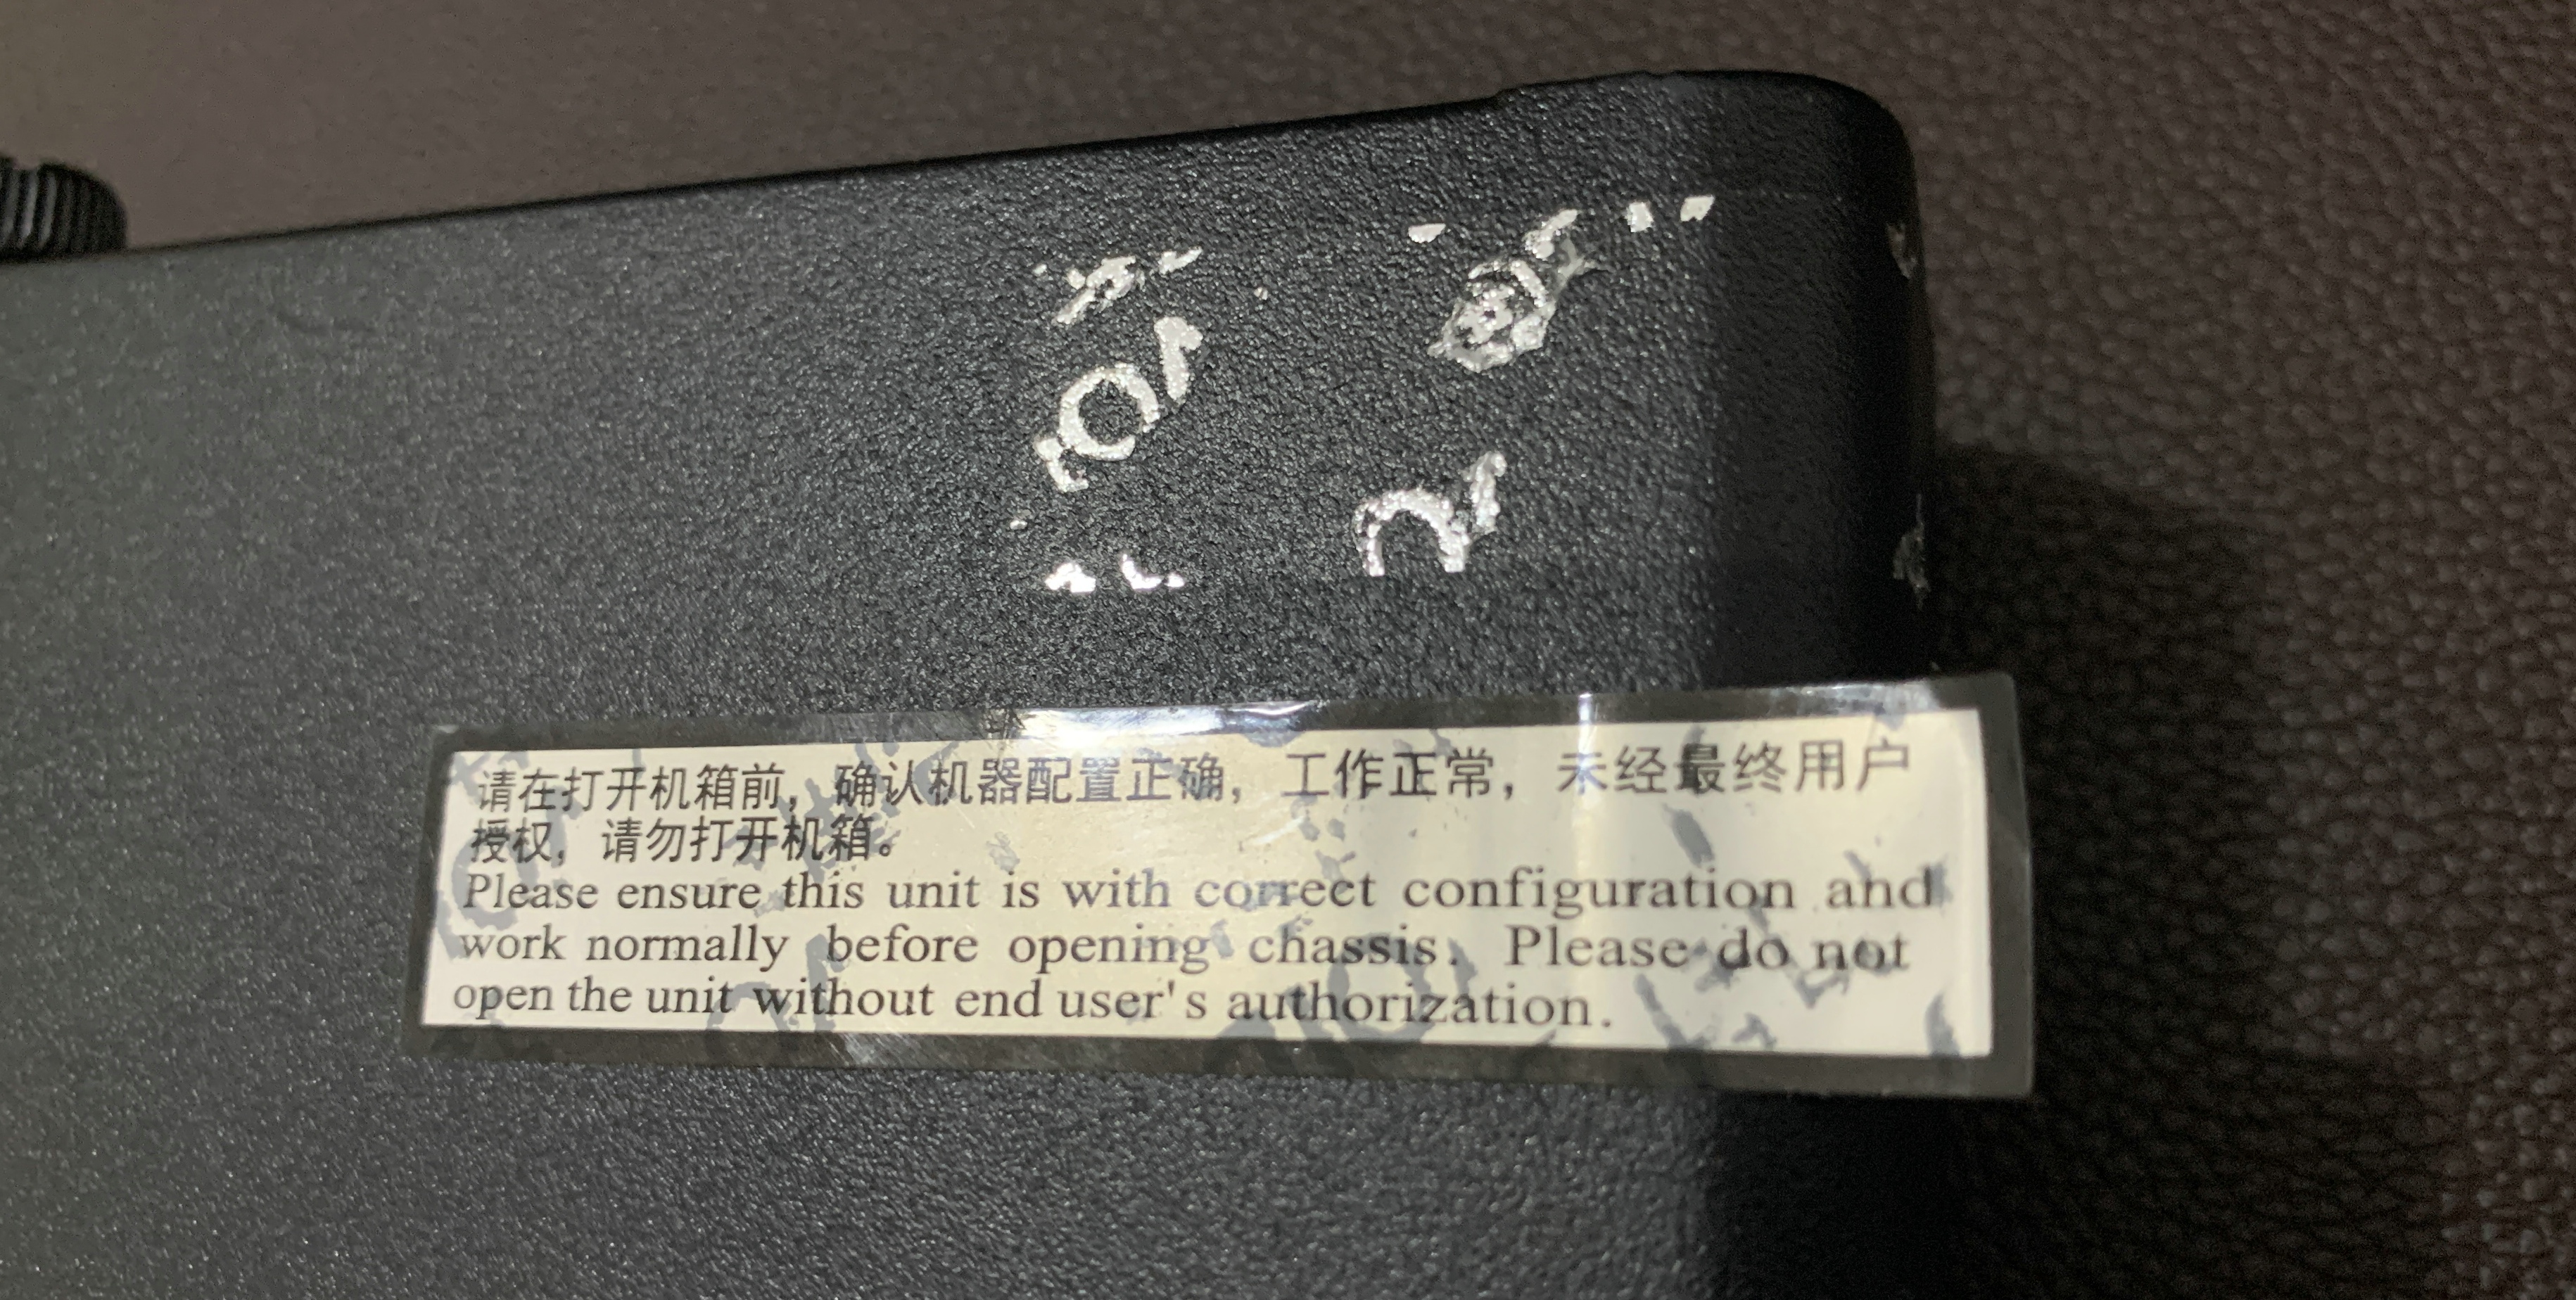 请在打开机箱前，确认机器配置正确，工作正常，未经最终用户
授权，请勿打开机箱。
Please ensure this unit is with correct configuration and
work normally before opening chassis. Please do not
open the unit without end user's authorization.